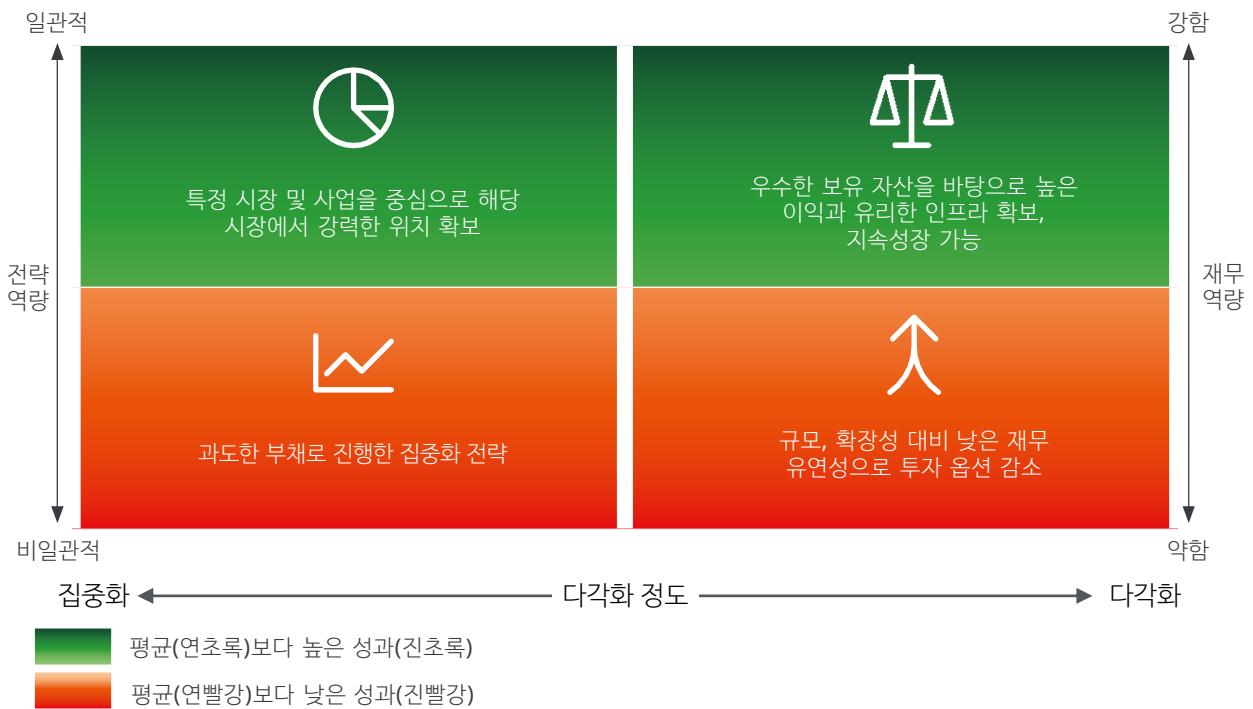 일관적
강함
특정 시장 및 사업을 중심으로 해당
시장에서 강력한 위치 확보
우수한 보유 자산을 바탕으로 높은
이익과 유리한 인프라 확보,
지속성장 가능
전략
역량
재무
역량
과도한 부채로 진행한 집중화 전략
규모, 확장성 대비 낮은 재무
유연성으로 투자 옵션 감소
비일관적
약함
집중화
다각화 정도
다각화
평균(연초록)보다 높은 성과(진초록)
평균(연빨강)보다 낮은 성과(진빨강)